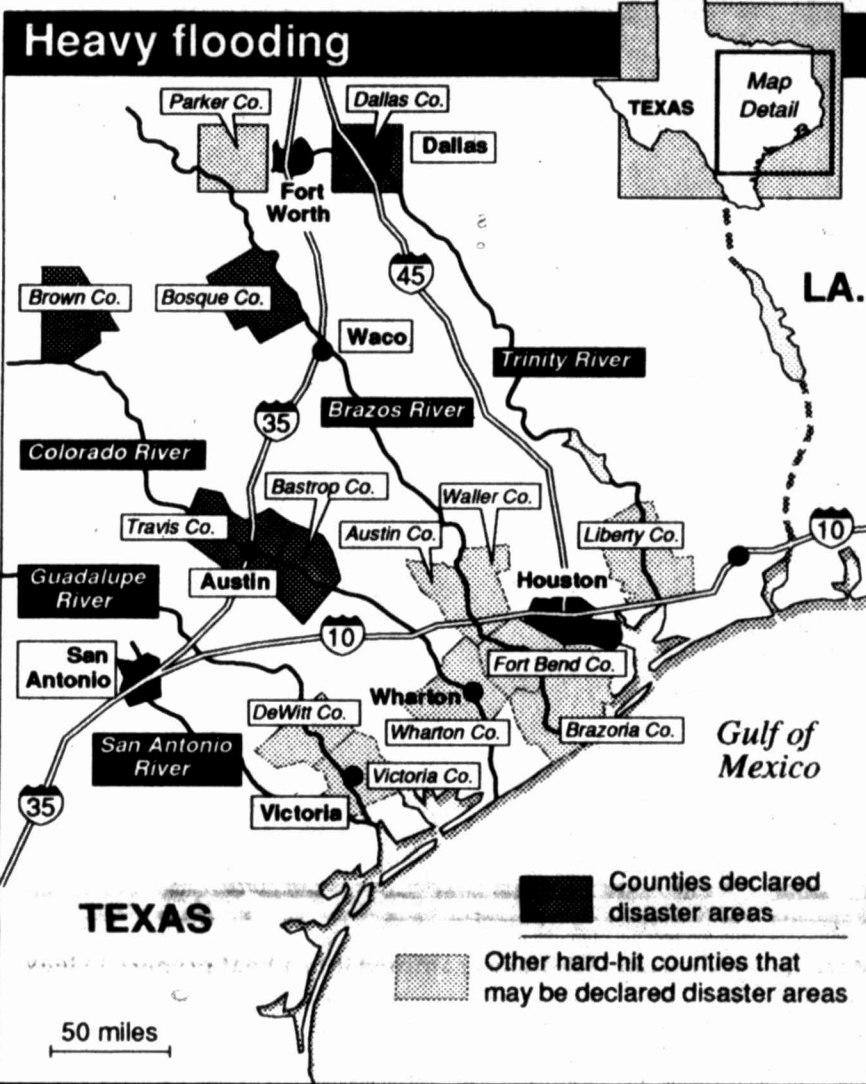 Heavy flooding
Parker Co.
Dallas Co.
TEXAS
Map
Detail
Dallas
Fort
Worth
45
LA.
Brown Co.
Bosque Co.
Waco
Trinity River
35
Brazos River
Colorado River
Bastrop Co.
Waller Co.
Travis Co.
Austin Co.
Liberty Co.
10
Guadalupe
River
Austin
Houston
10
San
Antonio
Fort Bend Co.
Wharton
DeWitt Co.
Wharton Co.
Brazoria Co.
Gulf of
Mexico
San Antonio
River
Victoria Co.
35
Victoria
TEXAS
Counties declared
disaster areas
Other hard-hit counties that
may be declared disaster areas
50 miles